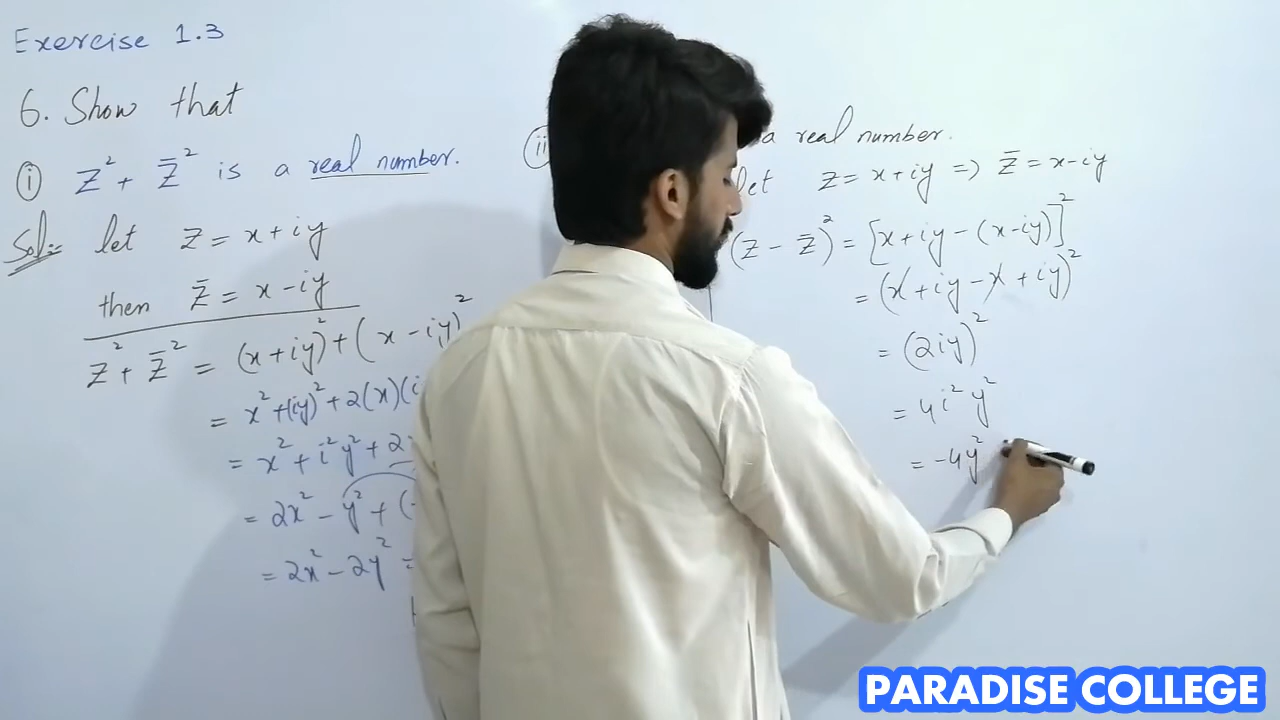 Exercise 1.3
6. Show that
(i) Z² + Z̄² is a real number.
Sol:- let Z = x + iy
then Z̄ = x - iy
Z² + Z̄² = (x + iy)² + (x - iy)²
= x² + (iy)² + 2(x)(i
= x² + i²y² + 2
= 2x² - y² + (-
= 2x² - 2y² =
(ii a real number.
let Z = x + iy ⇒ Z̄ = x - iy
(Z - Z̄)² = [x + iy - (x - iy)]²
= (x + iy - x + iy)²
= (2iy)²
= 4i²y²
= -4y²
PARADISE COLLEGE